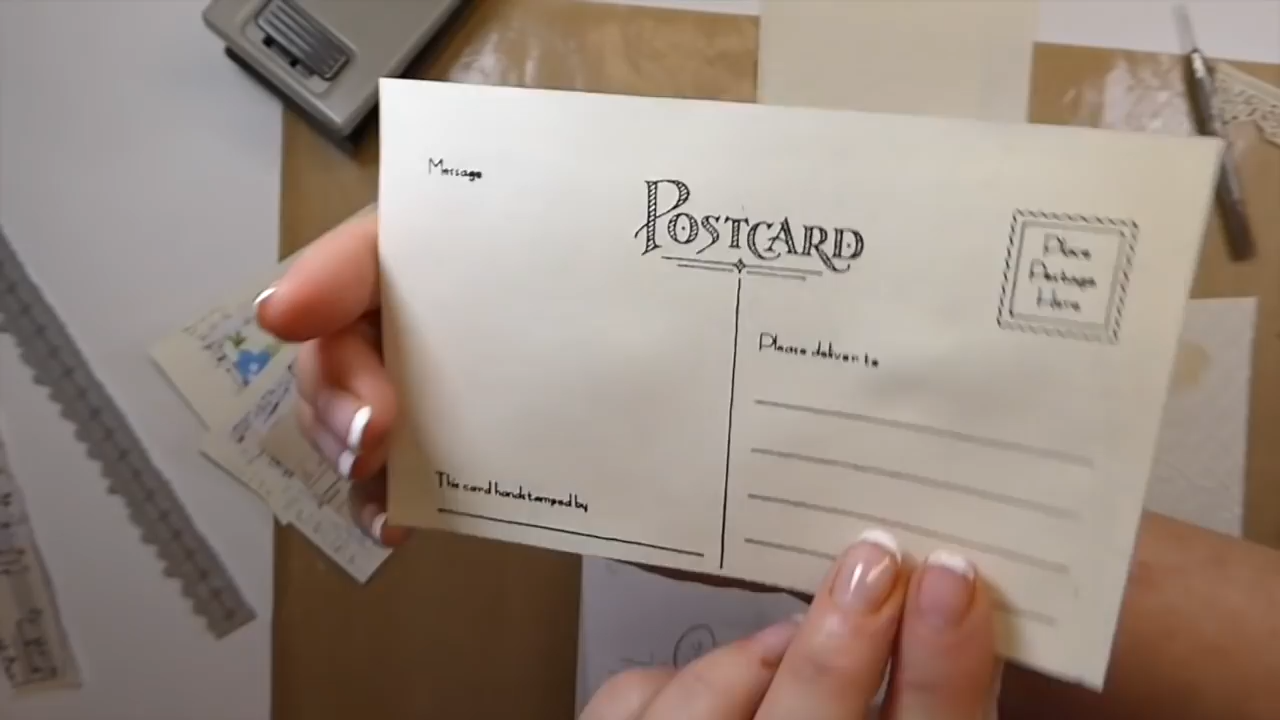 Message
POSTCARD
Place
Postage
Here
Please deliver to
This card handstamped by